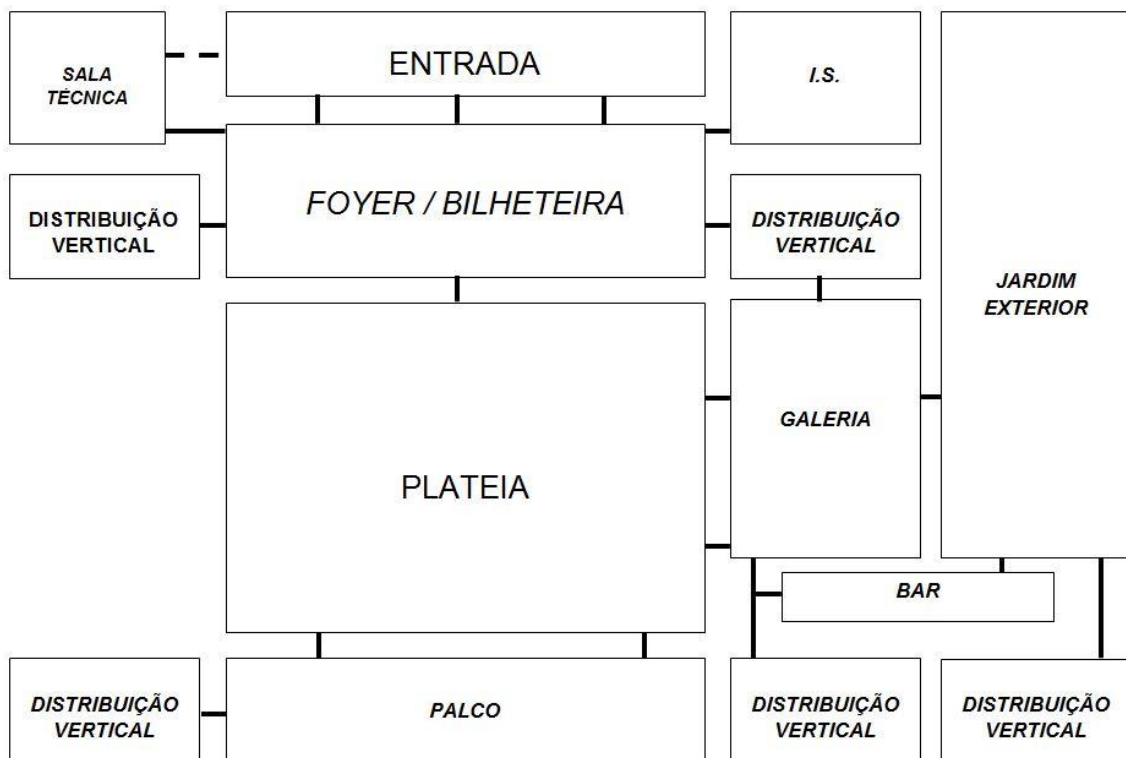 SALA
TÉCNICA
ENTRADA
I.S.
DISTRIBUIÇÃO
VERTICAL
FOYER / BILHETEIRA
DISTRIBUIÇÃO
VERTICAL
JARDIM
EXTERIOR
PLATEIA
GALERIA
BAR
DISTRIBUIÇÃO
VERTICAL
PALCO
DISTRIBUIÇÃO
VERTICAL
DISTRIBUIÇÃO
VERTICAL